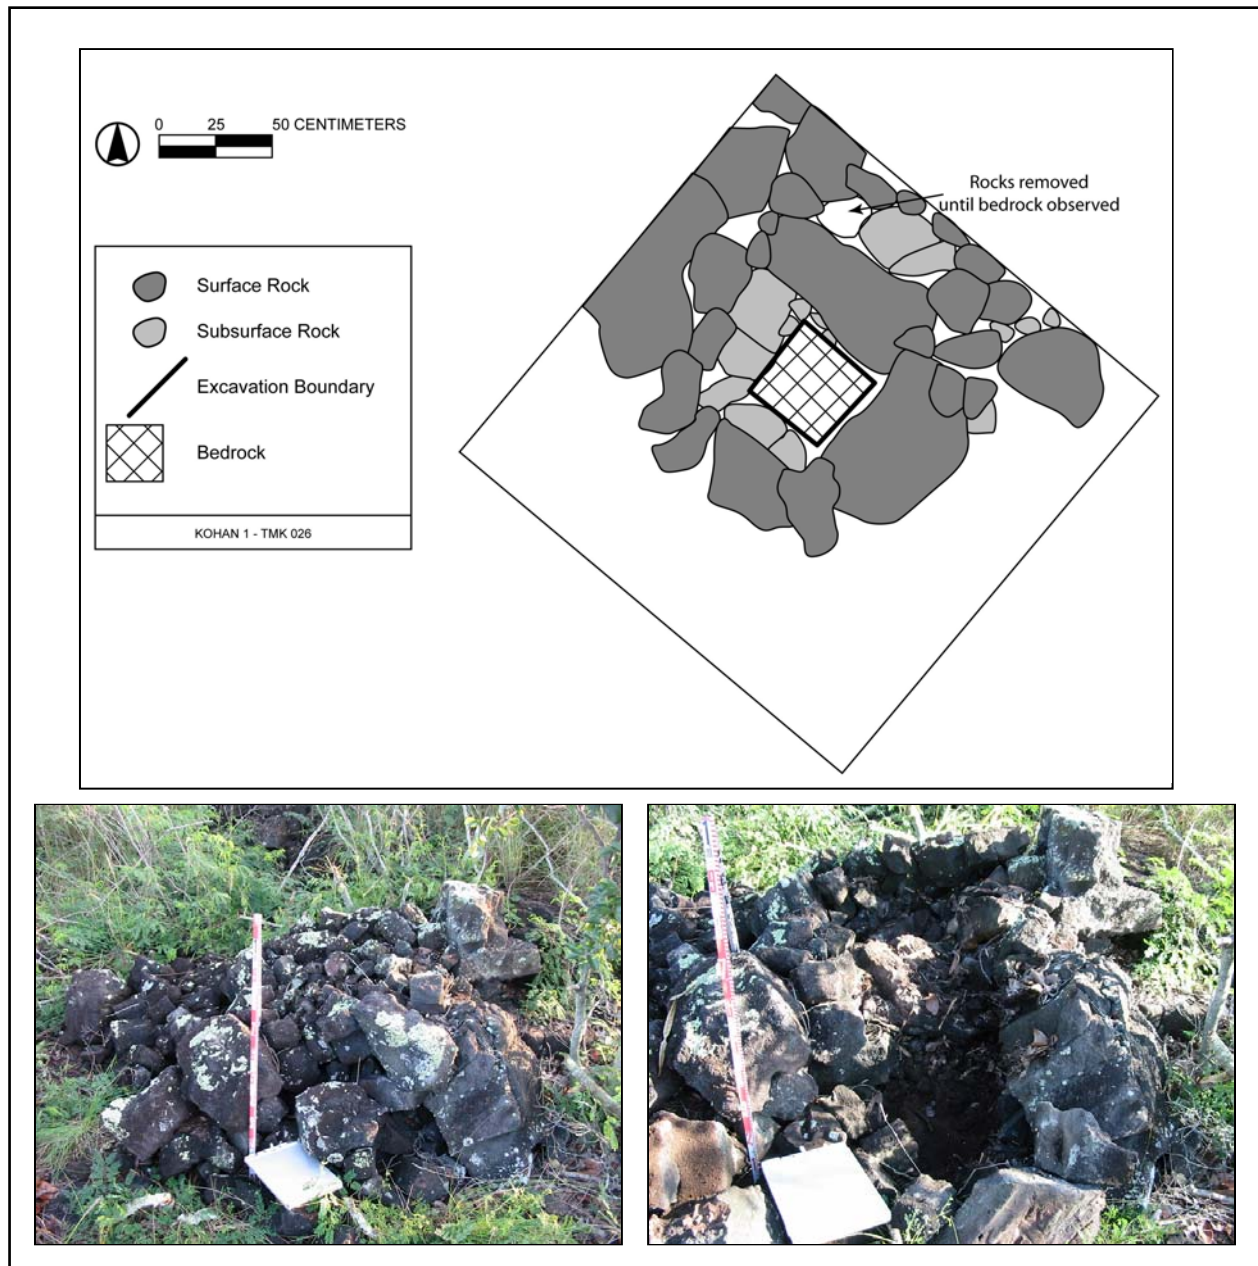 0 25 50 CENTIMETERS
Rocks removed
until bedrock observed
Surface Rock
Subsurface Rock
Excavation Boundary
Bedrock
KOHAN 1 - TMK 026